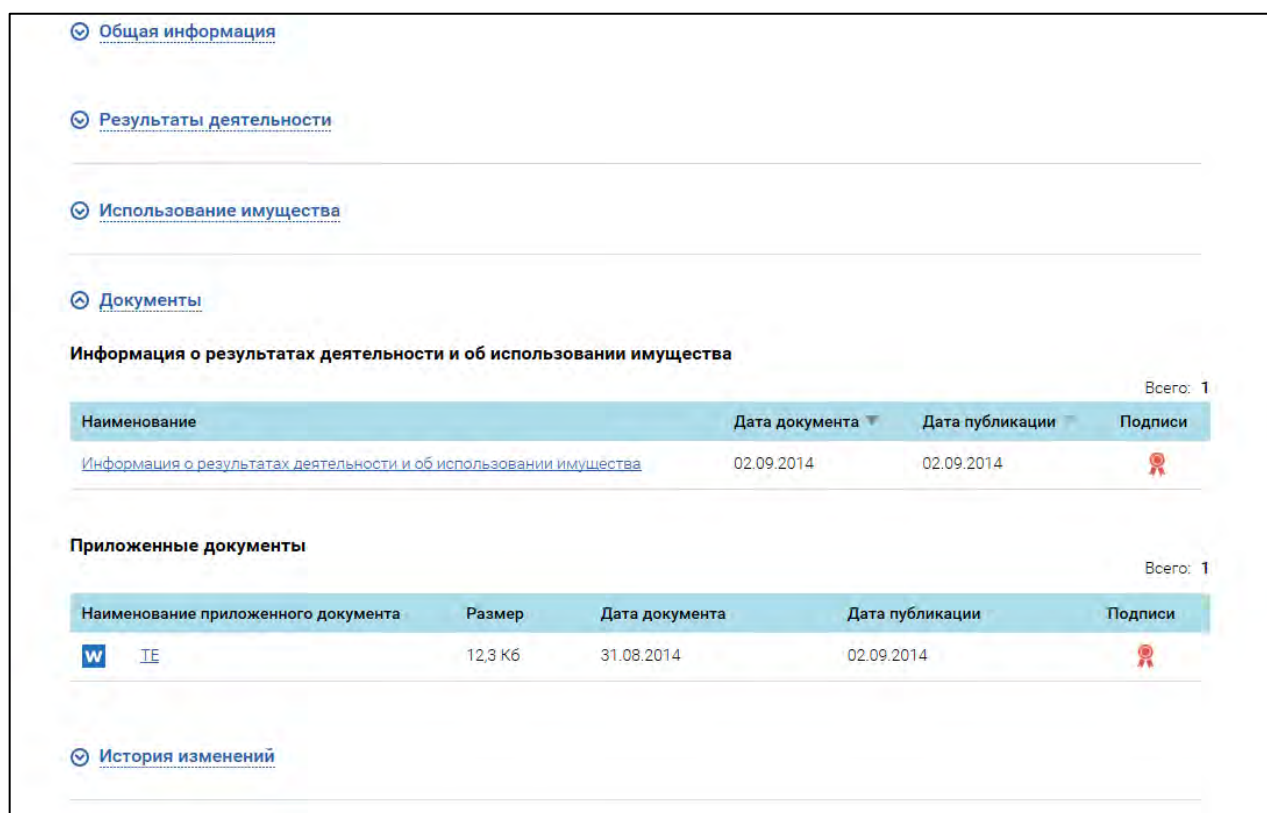 Общая информация
Результаты деятельности
Использование имущества
Документы
Информация о результатах деятельности и об использовании имущества
Всего: 1
Наименование Дата документа Дата публикации Подписи
Информация о результатах деятельности и об использовании имущества 02.09.2014 02.09.2014
Приложенные документы
Всего: 1
Наименование приложенного документа Размер Дата документа Дата публикации Подписи
W ТЕ 12,3 Кб 31.08.2014 02.09.2014
История изменений